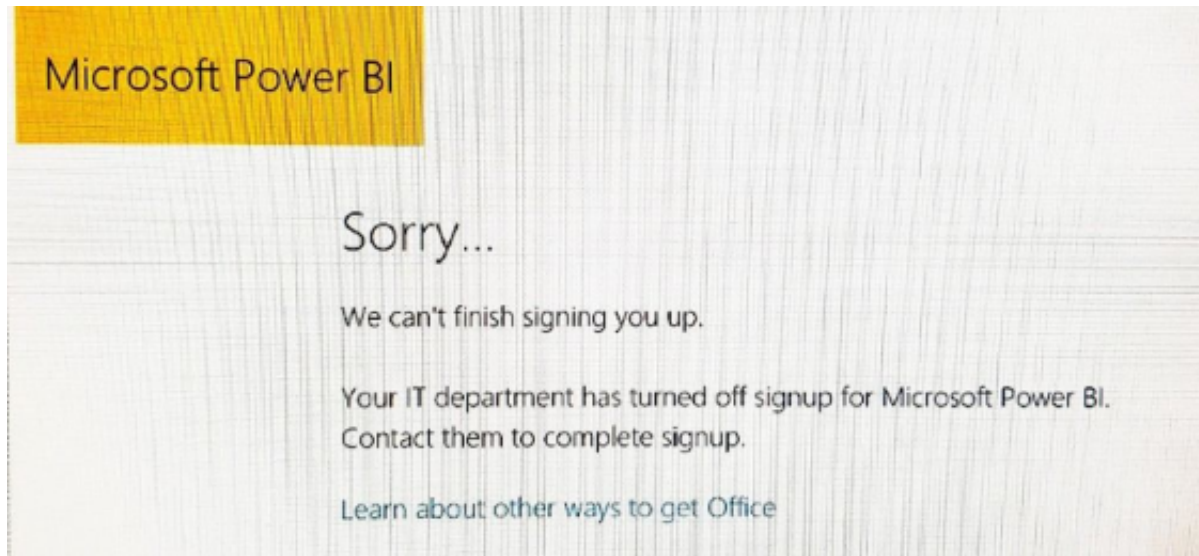 Microsoft Power BI
Sorry...
We can't finish signing you up.
Your IT department has turned off signup for Microsoft Power BI.
Contact them to complete signup.
Learn about other ways to get Office